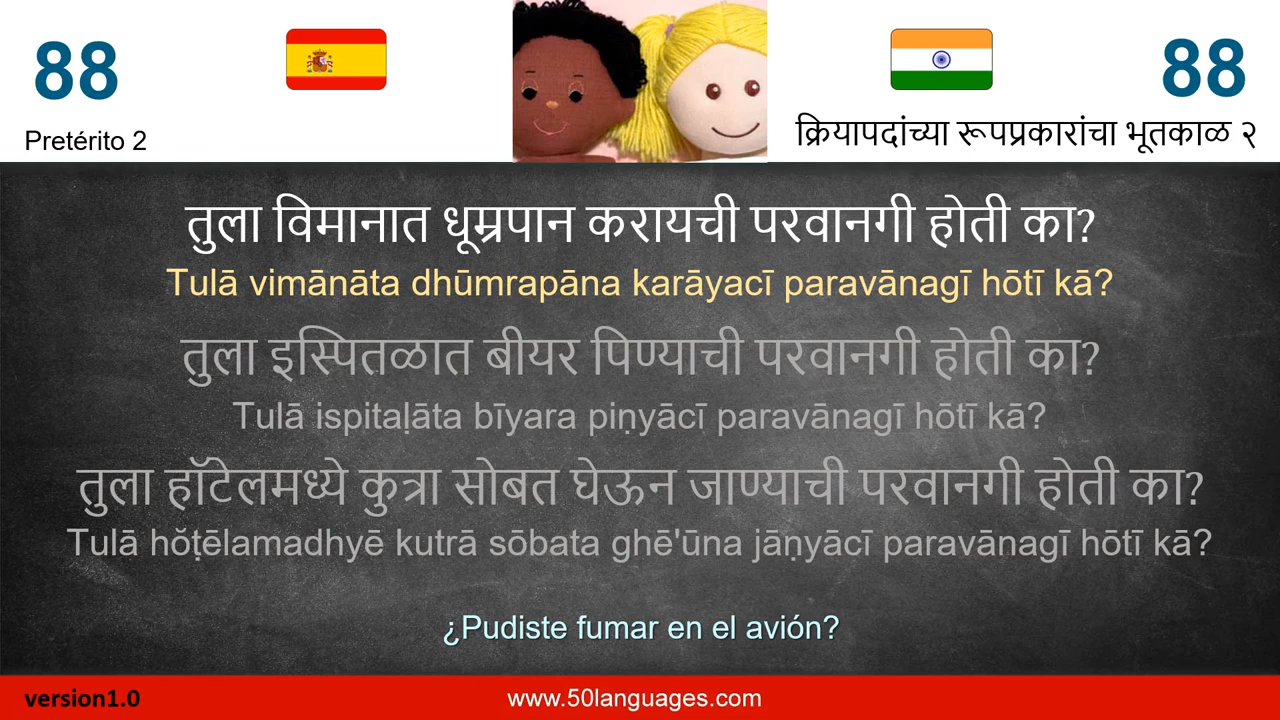 88
88
Pretérito 2
क्रियापदांच्या रूपप्रकारांचा भूतकाळ २
तुला विमानात धूम्रपान करायची परवानगी होती का?
Tulā vimānāta dhūmrapāna karāyacī paravānagī hōtī kā?
तुला इस्पितळात बीयर पिण्याची परवानगी होती का?
Tulā ispitaḷāta bīyara piṇyācī paravānagī hōtī kā?
तुला हॉटेलमध्ये कुत्रा सोबत घेऊन जाण्याची परवानगी होती का?
Tulā hŏṭēlamadhyē kutrā sōbata ghē'ūna jāṇyācī paravānagī hōtī kā?
¿Pudiste fumar en el avión?
version1.0
www.50languages.com